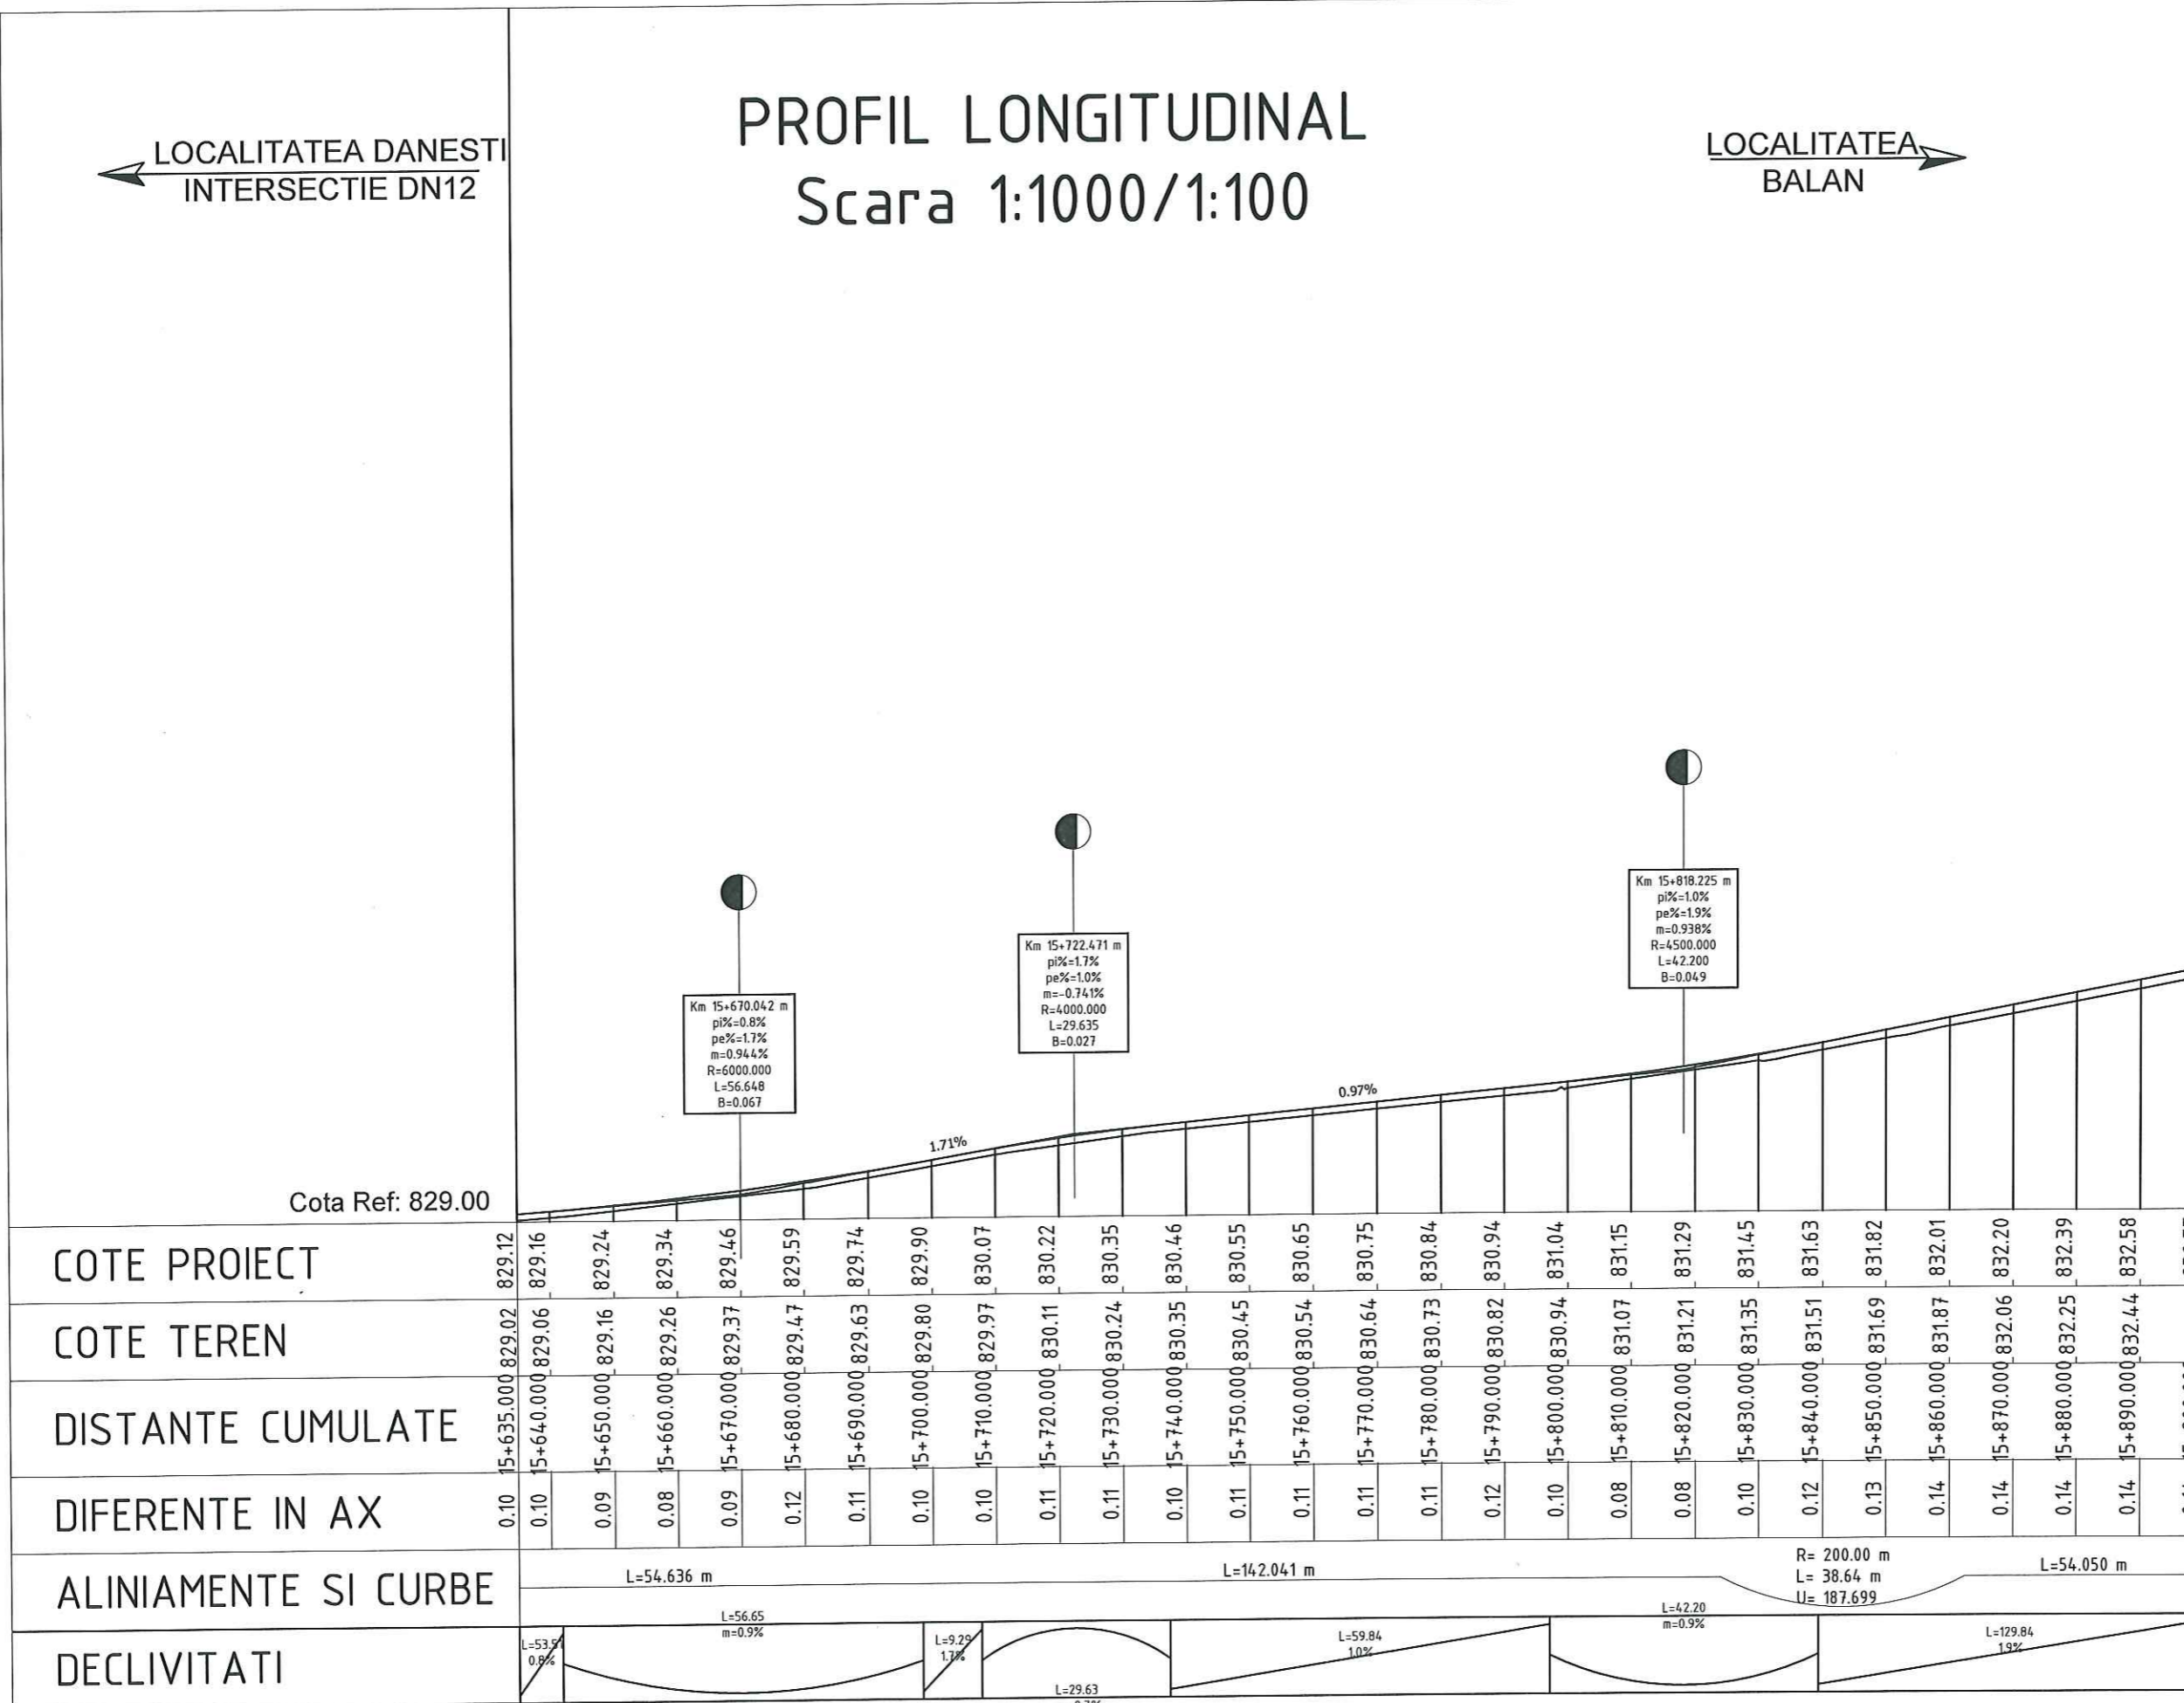 LOCALITATEA DANESTI
INTERSECTIE DN12
PROFIL LONGITUDINAL
Scara 1:1000/1:100
LOCALITATEA
BALAN
Km 15+818.225 m
pi%=1.0%
pe%=1.9%
m=0.938%
R=4500.000
L=42.200
B=0.049
Km 15+722.471 m
pi%=1.7%
pe%=1.0%
m=-0.741%
R=4000.000
L=29.635
B=0.027
Km 15+670.042 m
pi%=0.8%
pe%=1.7%
m=0.944%
R=6000.000
L=56.648
B=0.067
0.97%
1.71%
Cota Ref: 829.00
COTE PROIECT 829.12 829.16 829.24 829.34 829.46 829.59 829.74 829.90 830.07 830.22 830.35 830.46 830.55 830.65 830.75 830.84 830.94 831.04 831.15 831.29 831.45 831.63 831.82 832.01 832.20 832.39 832.58
COTE TEREN 829.02 829.06 829.16 829.26 829.37 829.47 829.63 829.80 829.97 830.11 830.24 830.35 830.45 830.54 830.64 830.73 830.82 830.94 831.07 831.21 831.35 831.51 831.69 831.87 832.06 832.25 832.44
DISTANTE CUMULATE 15+635.000 15+640.000 15+650.000 15+660.000 15+670.000 15+680.000 15+690.000 15+700.000 15+710.000 15+720.000 15+730.000 15+740.000 15+750.000 15+760.000 15+770.000 15+780.000 15+790.000 15+800.000 15+810.000 15+820.000 15+830.000 15+840.000 15+850.000 15+860.000 15+870.000 15+880.000 15+890.000
DIFERENTE IN AX 0.10 0.10 0.09 0.08 0.09 0.12 0.11 0.10 0.10 0.11 0.11 0.10 0.11 0.11 0.11 0.11 0.12 0.10 0.08 0.08 0.10 0.12 0.13 0.14 0.14 0.14 0.14
ALINIAMENTE SI CURBE
L=54.636 m
L=142.041 m
R= 200.00 m
L= 38.64 m
U= 187.699
L=54.050 m
DECLIVITATI
0.8%
L=56.65
m=0.9%
L=9.29
1.7%
L=29.63
L=59.84
1.0%
L=42.20
m=0.9%
L=129.84
1.9%